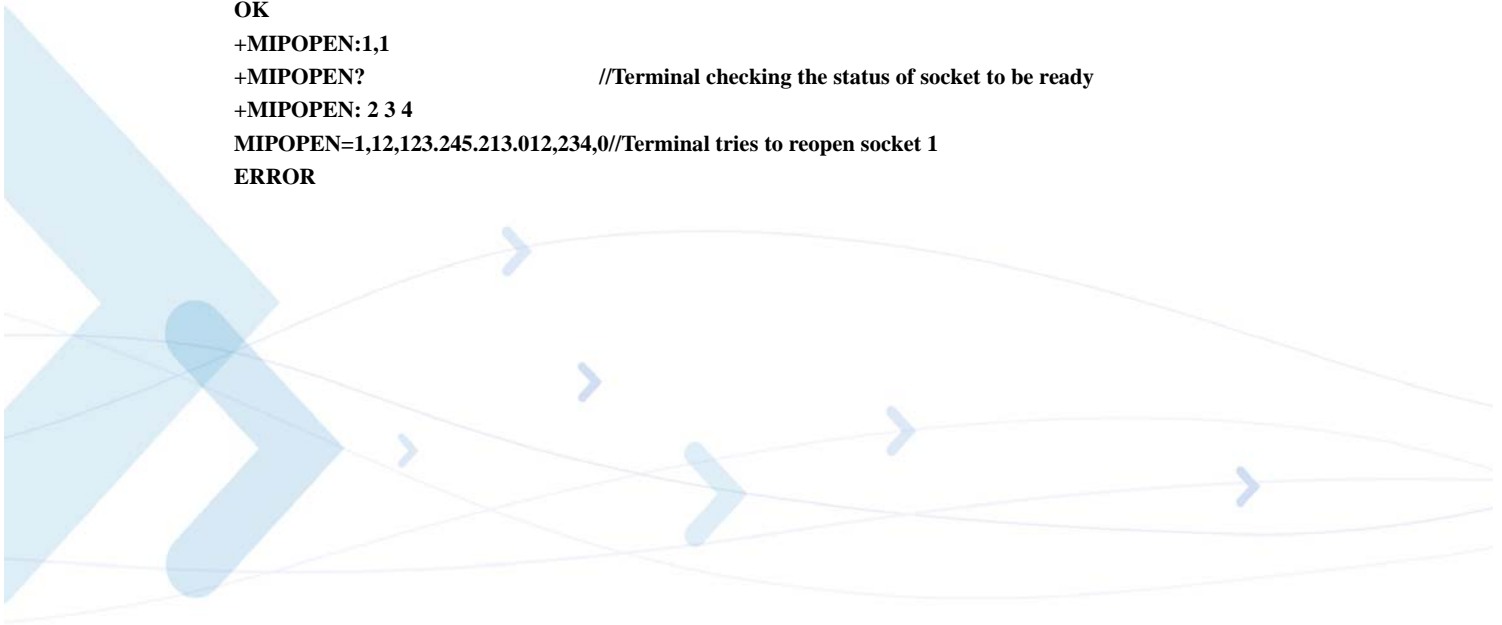 OK
+MIPOPEN:1,1
+MIPOPEN? //Terminal checking the status of socket to be ready
+MIPOPEN: 2 3 4
MIPOPEN=1,12,123.245.213.012,234,0//Terminal tries to reopen socket 1
ERROR